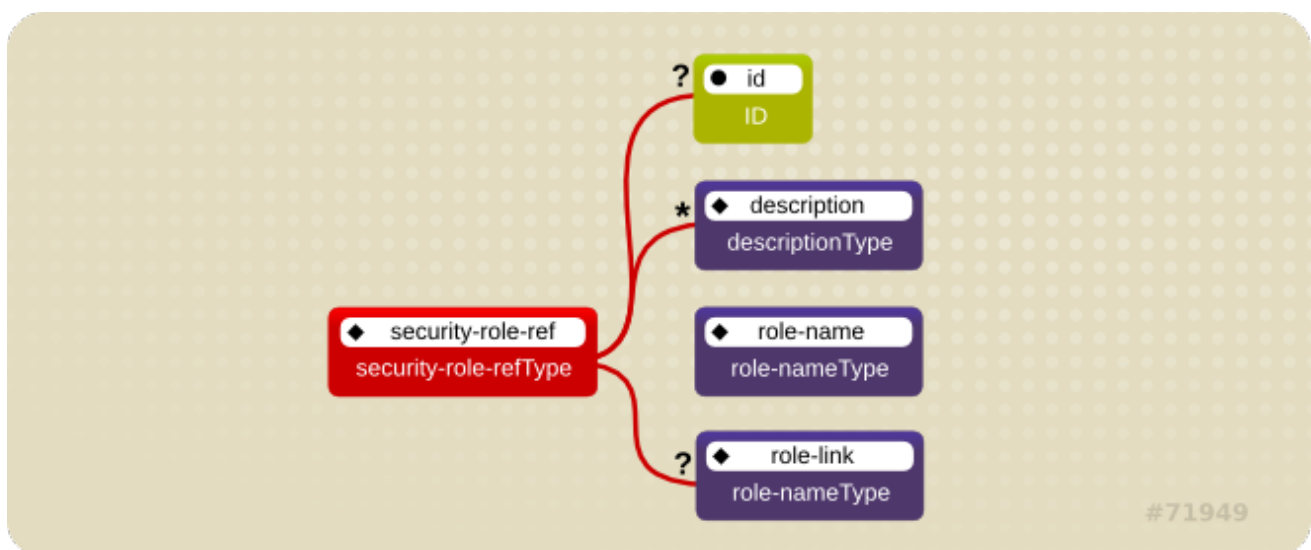 ?
id
ID
*
description
descriptionType
security-role-ref
security-role-refType
role-name
role-nameType
?
role-link
role-nameType
#71949